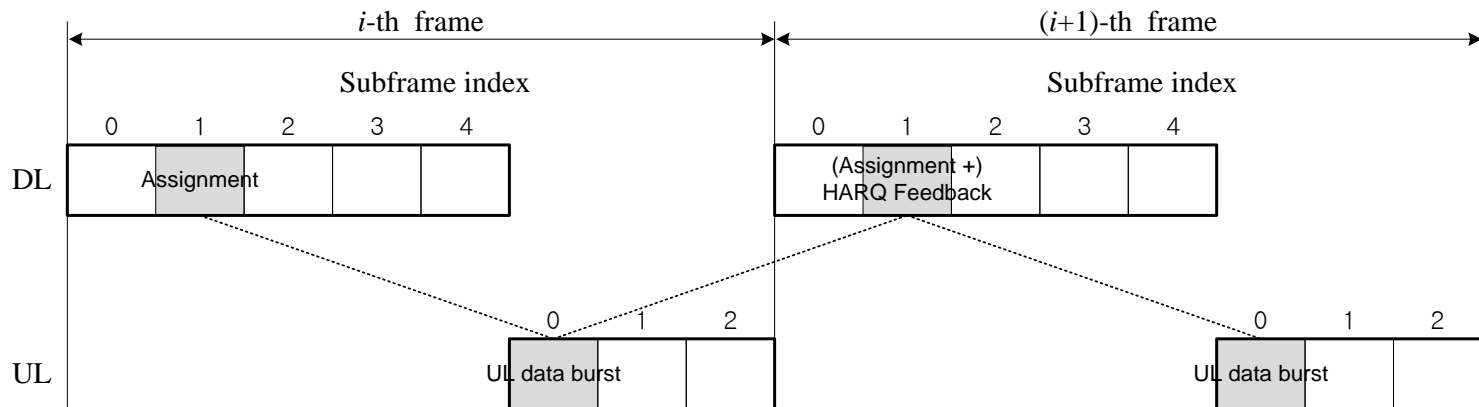 i-th frame
(i+1)-th frame
Subframe index
Subframe index
0 1 2 3 4
0 1 2 3 4
DL
Assignment
(Assignment +)
HARQ Feedback
0 1 2
0 1 2
UL
UL data burst
UL data burst